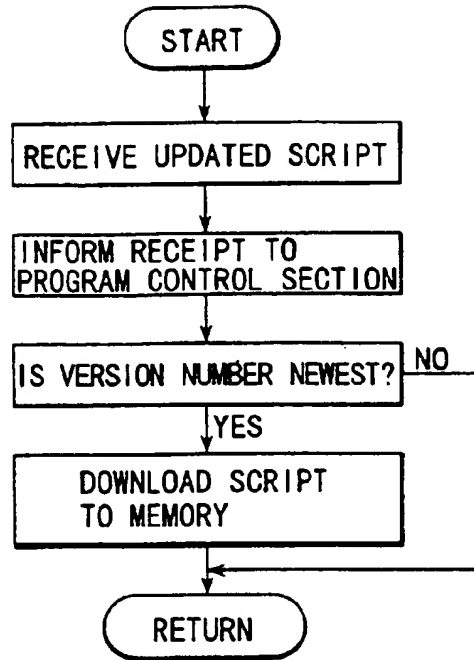 START
RECEIVE UPDATED SCRIPT
INFORM RECEIPT TO
PROGRAM CONTROL SECTION
IS VERSION NUMBER NEWEST?
NO
YES
DOWNLOAD SCRIPT
TO MEMORY
RETURN